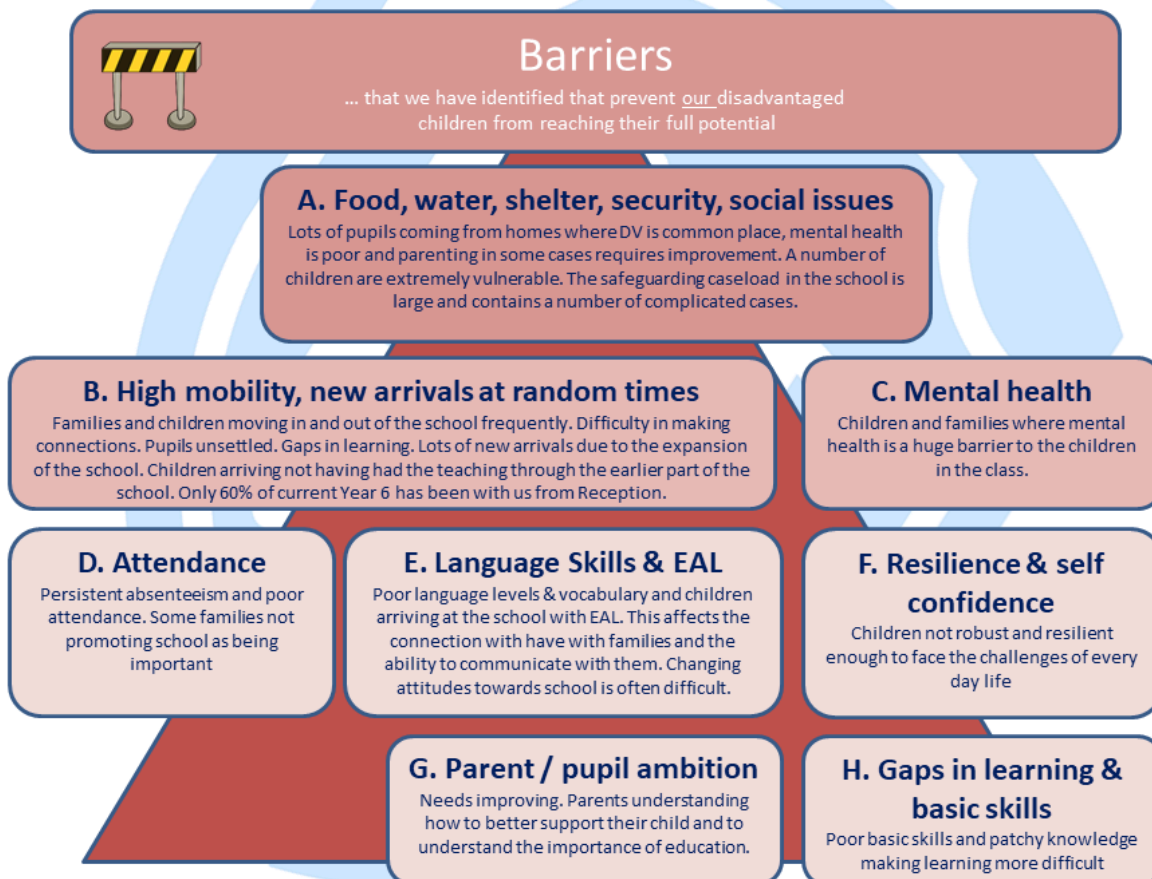 Barriers
... that we have identified that prevent our disadvantaged
children from reaching their full potential
A. Food, water, shelter, security, social issues
Lots of pupils coming from homes where DV is common place, mental health
is poor and parenting in some cases requires improvement. A number of
children are extremely vulnerable. The safeguarding caseload in the school is
large and contains a number of complicated cases.
B. High mobility, new arrivals at random times
Families and children moving in and out of the school frequently. Difficulty in making
connections. Pupils unsettled. Gaps in learning. Lots of new arrivals due to the expansion
of the school. Children arriving not having had the teaching through the earlier part of the
school. Only 60% of current Year 6 has been with us from Reception.
C. Mental health
Children and families where mental
health is a huge barrier to the children
in the class.
D. Attendance
Persistent absenteeism and poor
attendance. Some families not
promoting school as being
important
E. Language Skills & EAL
Poor language levels & vocabulary and children
arriving at the school with EAL. This affects the
connection with have with families and the
ability to communicate with them. Changing
attitudes towards school is often difficult.
F. Resilience & self
confidence
Children not robust and resilient
enough to face the challenges of every
day life
G. Parent / pupil ambition
Needs improving. Parents understanding
how to better support their child and to
understand the importance of education.
H. Gaps in learning &
basic skills
Poor basic skills and patchy knowledge
making learning more difficult